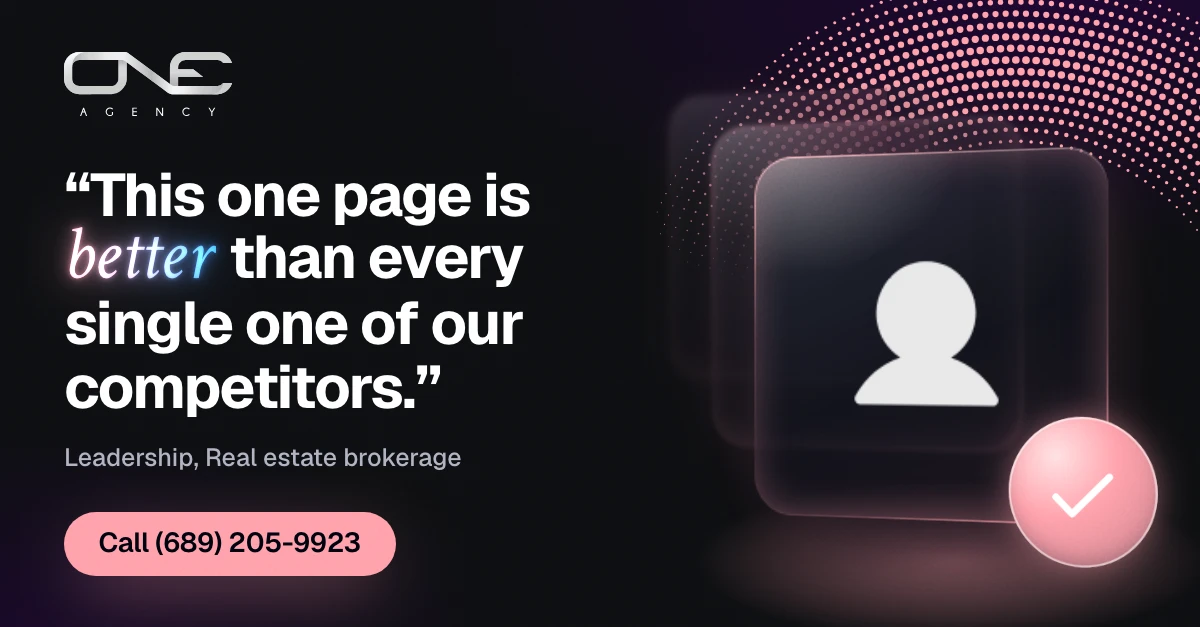 ONE
AGENCY
“This one page is
better than every
single one of our
competitors.”
Leadership, Real estate brokerage
Call (689) 205-9923